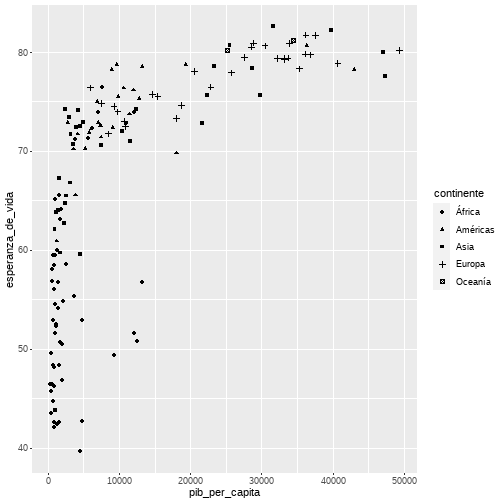 80
70
60
50
40
esperanza_de_vida
0
10000
20000
30000
40000
50000
pib_per_capita
continente
África
Américas
Asia
Europa
Oceanía